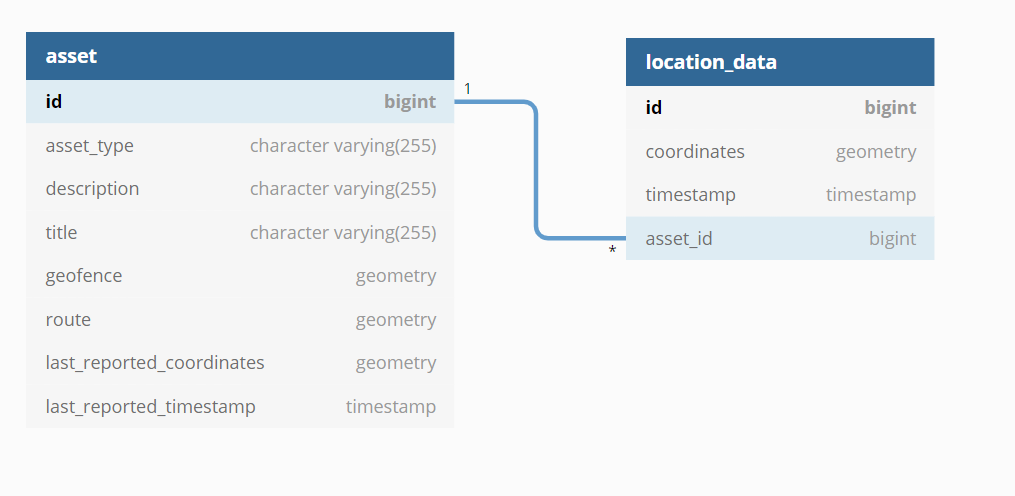 asset
id bigint
asset_type character varying(255)
description character varying(255)
title character varying(255)
geofence geometry
route geometry
last_reported_coordinates geometry
last_reported_timestamp timestamp
1
*
location_data
id bigint
coordinates geometry
timestamp timestamp
asset_id bigint